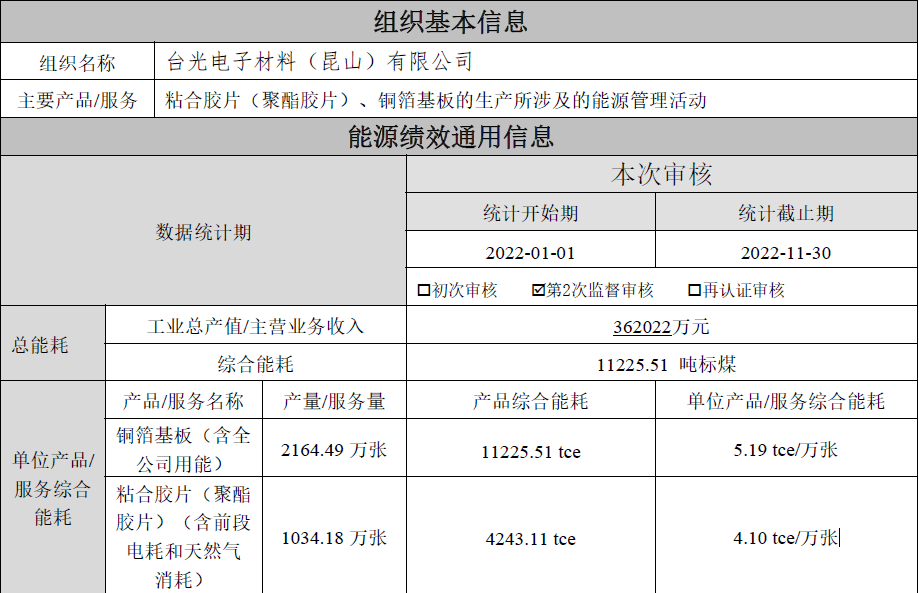 组织基本信息
组织名称 台光电子材料（昆山）有限公司
主要产品/服务 粘合胶片（聚酯胶片）、铜箔基板的生产所涉及的能源管理活动
能源绩效通用信息
数据统计期 本次审核
统计开始期 统计截止期
2022-01-01 2022-11-30
☐初次审核 ☑第2次监督审核 ☐再认证审核
总能耗 工业总产值/主营业务收入 362022万元
综合能耗 11225.51 吨标煤
单位产品/
服务综合
能耗
产品/服务名称 产量/服务量 产品综合能耗 单位产品/服务综合能耗
铜箔基板（含全
公司用能）
2164.49 万张 11225.51 tce 5.19 tce/万张
粘合胶片（聚酯
胶片）（含前段
电耗和天然气
消耗）
1034.18 万张 4243.11 tce 4.10 tce/万张